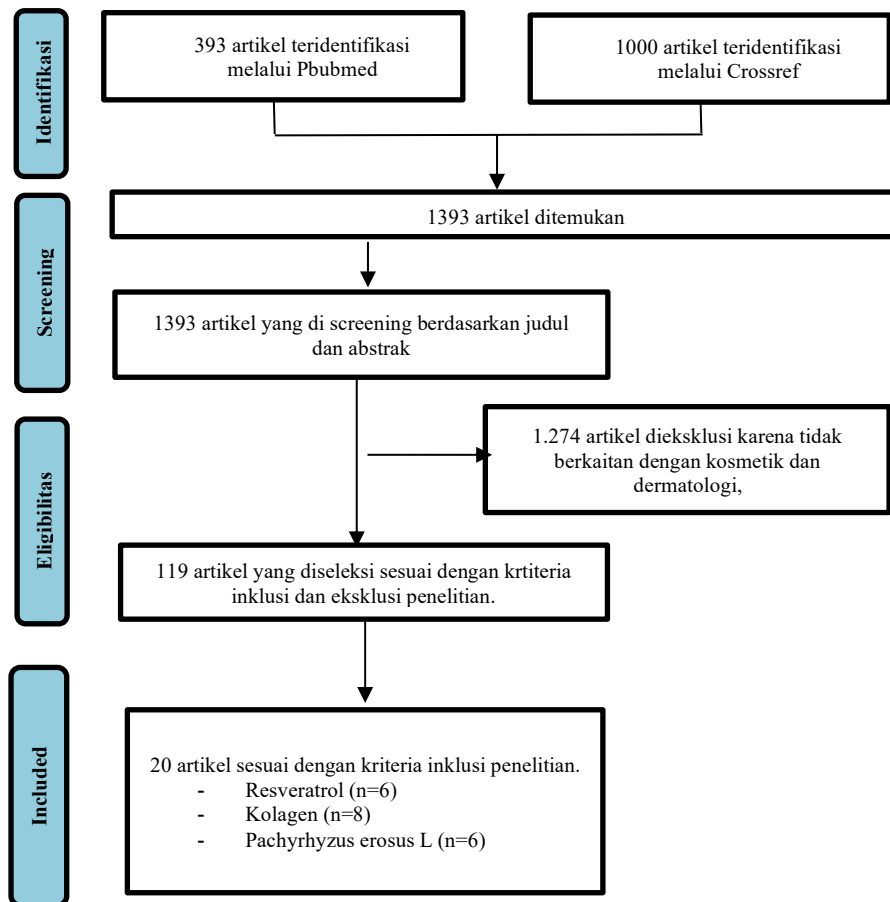 Identifikasi
393 artikel teridentifikasi
melalui Pbubmed
1000 artikel teridentifikasi
melalui Crossref
Screening
1393 artikel ditemukan
1393 artikel yang di screening berdasarkan judul
dan abstrak
Eligibilitas
1.274 artikel dieksklusi karena tidak
berkaitan dengan kosmetik dan
dermatologi,
119 artikel yang diseleksi sesuai dengan krtiteria
inklusi dan eksklusi penelitian.
Included
20 artikel sesuai dengan kriteria inklusi penelitian.
- Resveratrol (n=6)
- Kolagen (n=8)
- Pachyrhyzus erosus L (n=6)